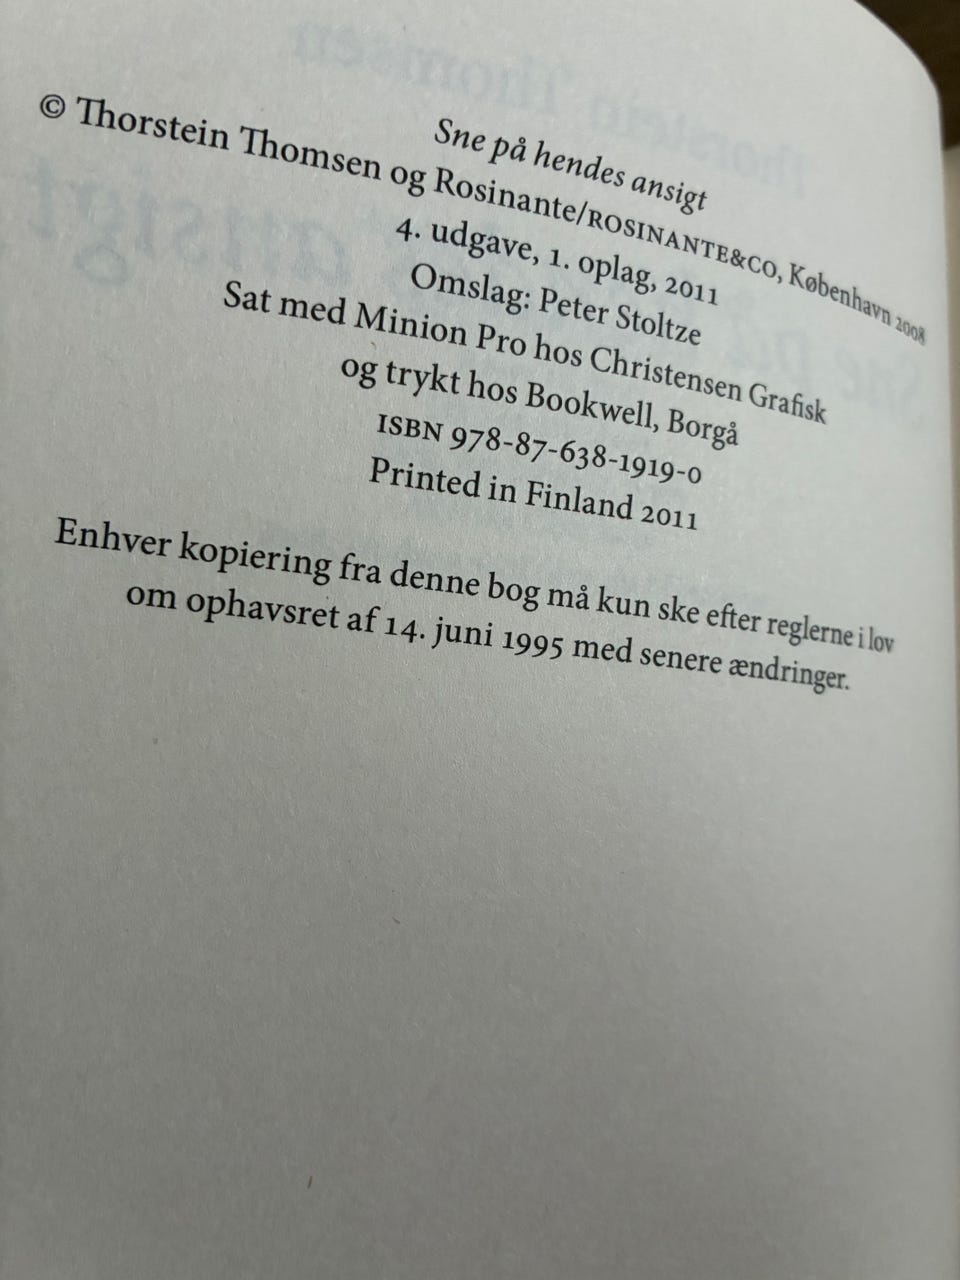 Sne på hendes ansigt
© Thorstein Thomsen og Rosinante/ROSINANTE&CO, København 2008
4. udgave, 1. oplag, 2011
Omslag: Peter Stoltze
Sat med Minion Pro hos Christensen Grafisk
og trykt hos Bookwell, Borgå
ISBN 978-87-638-1919-0
Printed in Finland 2011
Enhver kopiering fra denne bog må kun ske efter reglerne i lov
om ophavsret af 14. juni 1995 med senere ændringer.